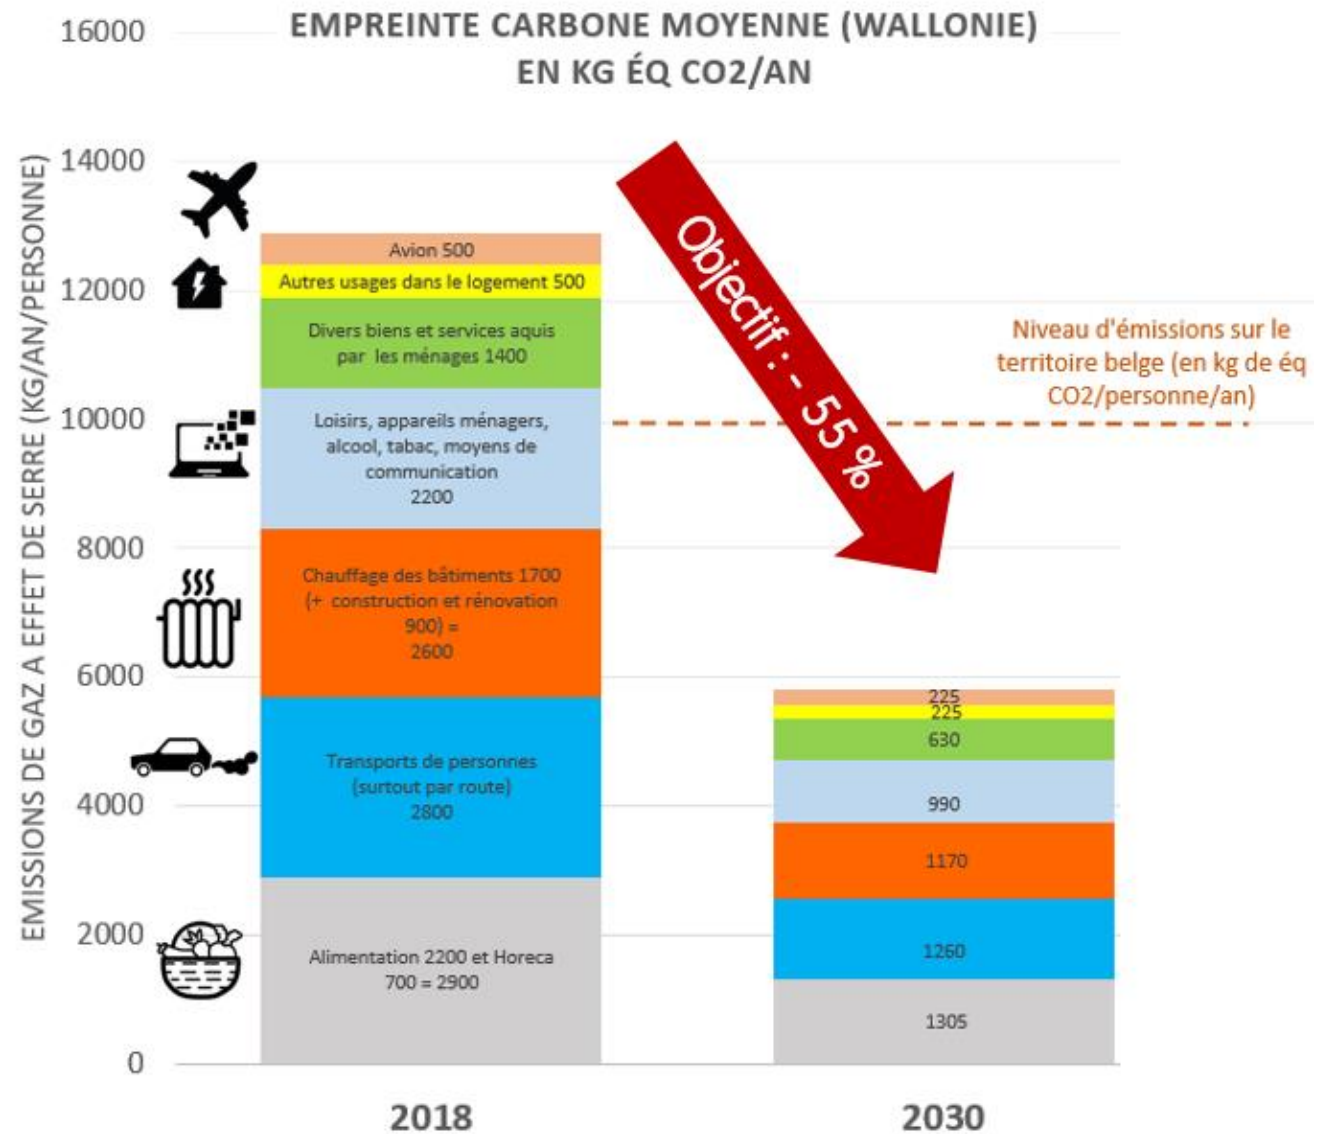 EMPREINTE CARBONE MOYENNE (WALLONIE)
EN KG ÉQ CO2/AN
EMISSIONS DE GAZ A EFFET DE SERRE (KG/AN/PERSONNE)
16000
14000
12000
10000
8000
6000
4000
2000
0
Avion 500
Autres usages dans le logement 500
Divers biens et services aquis
par les ménages 1400
Loisirs, appareils ménagers,
alcool, tabac, moyens de
communication
2200
Chauffage des bâtiments 1700
(+ construction et rénovation
900) =
2600
Transports de personnes
(surtout par route)
2800
Alimentation 2200 et Horeca
700 = 2900
Objectif : - 55 %
Niveau d'émissions sur le
territoire belge (en kg de éq
CO2/personne/an)
225
225
630
990
1170
1260
1305
2018
2030